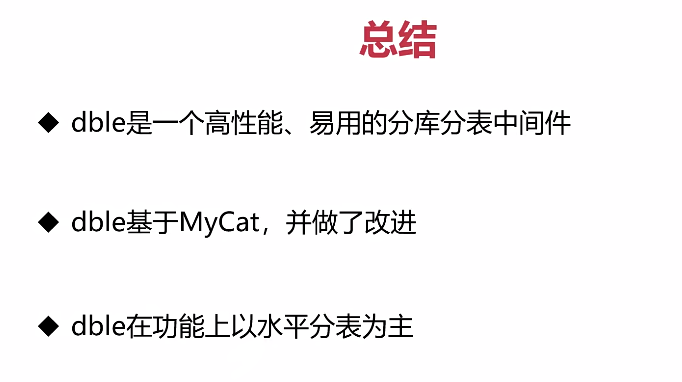 总结
◆ dble是一个高性能、易用的分库分表中间件
◆ dble基于MyCat，并做了改进
◆ dble在功能上以水平分表为主